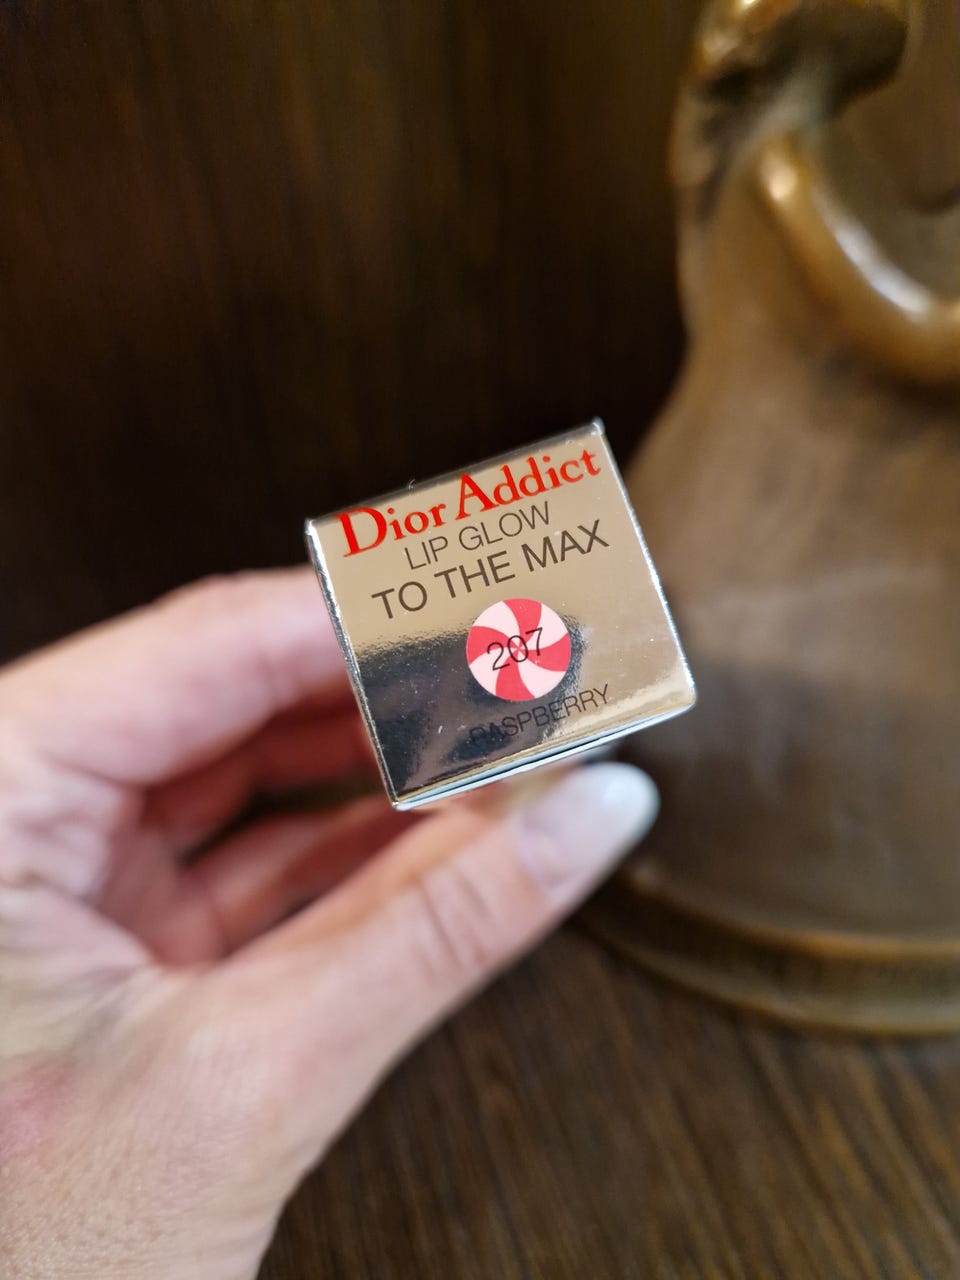 Dior Addict
LIP GLOW
TO THE MAX
207
RASPBERRY